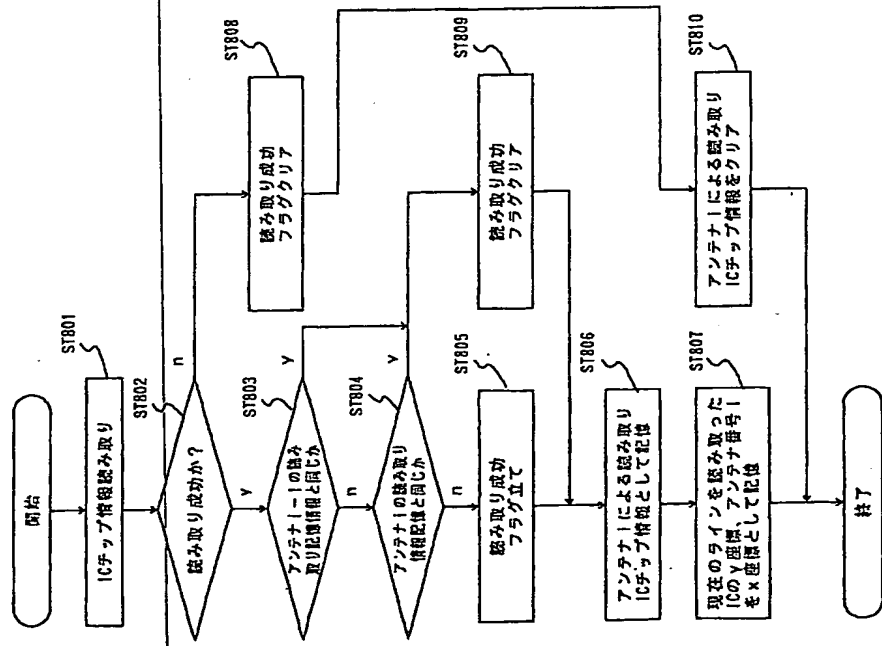 開始
ST801
ICチップ情報読み取り
ST802
読み取り成功か?
n
y
ST808
読み取り成功
フラグクリア
ST803
アンテナI-1の読み
取り記憶情報と同じか
y
n
ST804
アンテナIの読み取り
情報記憶と同じか
y
n
ST809
読み取り成功
フラグクリア
ST805
読み取り成功
フラグ立て
ST806
アンテナIによる読み取り
ICチップ情報として記憶
ST810
アンテナIによる読み取り
ICチップ情報をクリア
ST807
現在のラインを読み取った
ICのy座標、アンテナ番号I
をx座標として記憶
終了